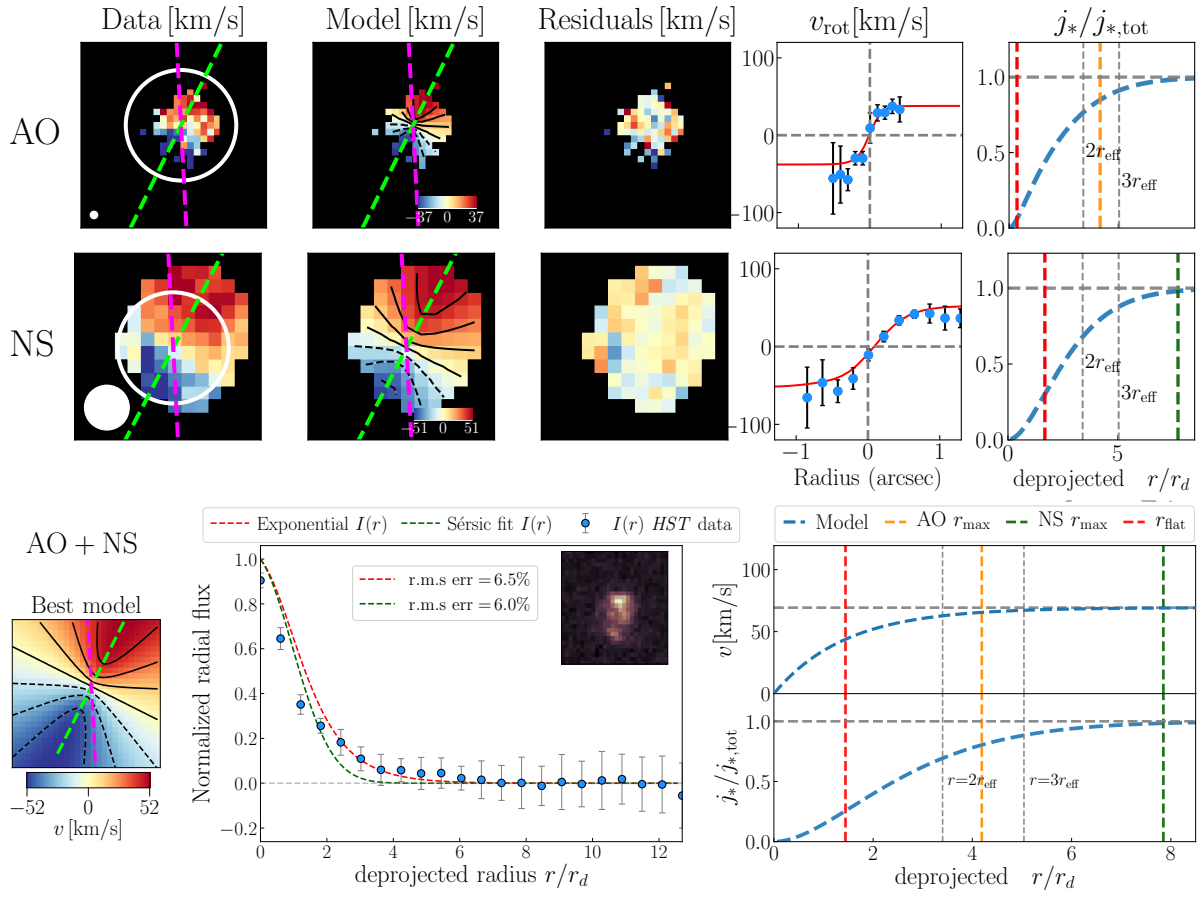 Data [km/s] Model [km/s] Residuals [km/s] v_rot[km/s] j_*/j_*,tot
AO
−37 0 37
100
0
−100
1.0
0.5
0.0
2r_eff
3r_eff
NS
−51 0 51
100
0
−100
−1 0 1
Radius (arcsec)
1.0
0.5
0.0
2r_eff
3r_eff
0 5
deprojected r/r_d
AO + NS
Best model
−52 0 52
v [km/s]
Exponential I(r) Sérsic fit I(r) I(r) HST data
r.m.s err = 6.5%
r.m.s err = 6.0%
Normalized radial flux
1.0
0.8
0.6
0.4
0.2
0.0
−0.2
0 2 4 6 8 10 12
deprojected radius r/r_d
Model AO r_max NS r_max r_flat
v [km/s]
100
50
0
j_*/j_*,tot
1.0
0.5
0.0
r=2r_eff r=3r_eff
0 2 4 6 8
deprojected r/r_d